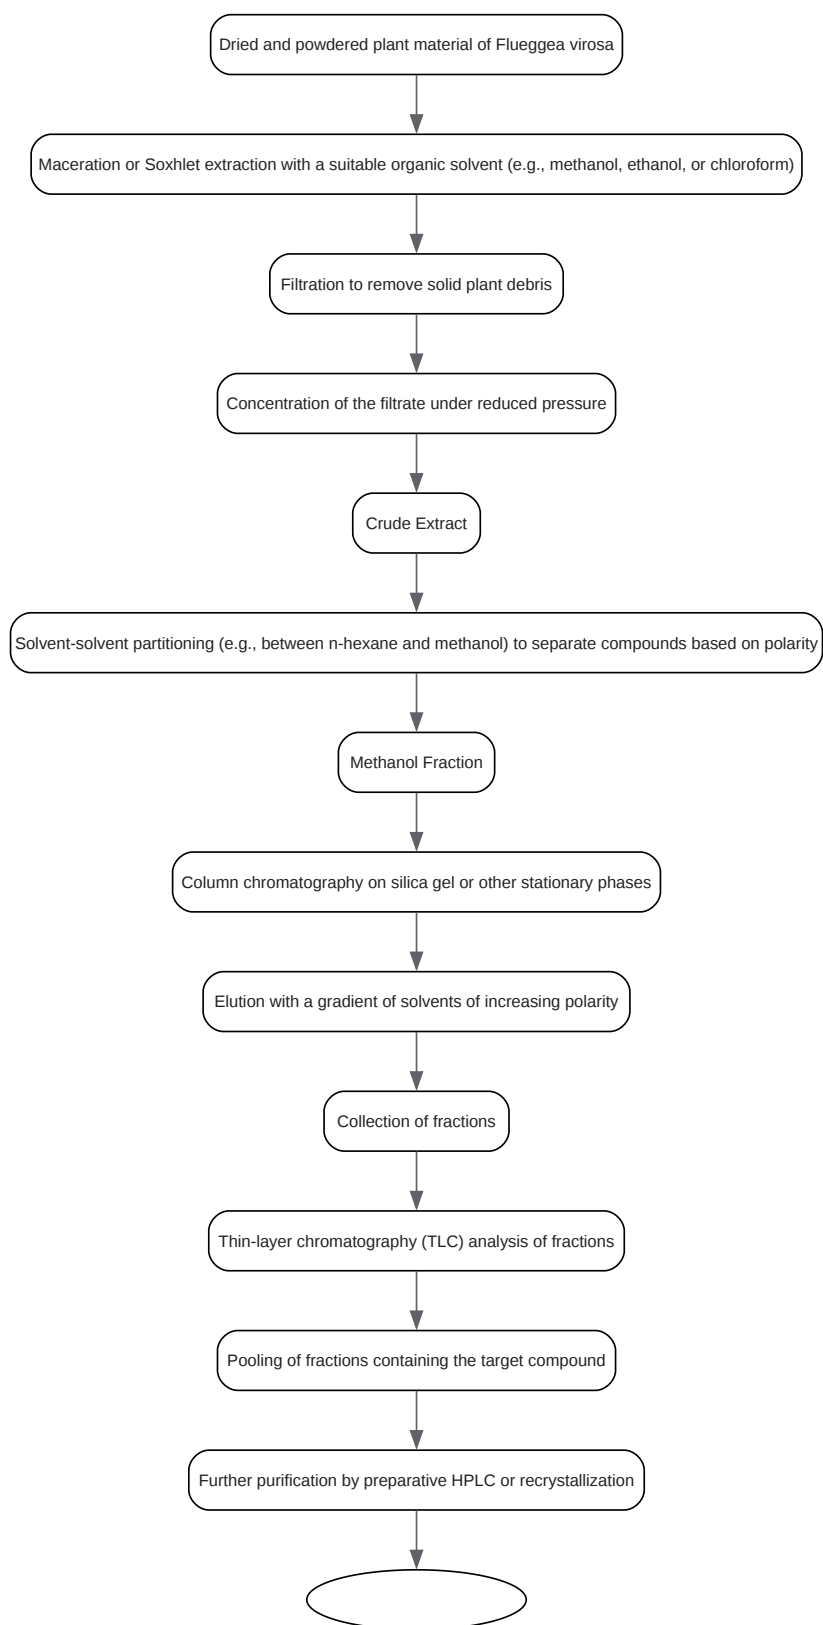 Dried and powdered plant material of Flueggea virosa
Maceration or Soxhlet extraction with a suitable organic solvent (e.g., methanol, ethanol, or chloroform)
Filtration to remove solid plant debris
Concentration of the filtrate under reduced pressure
Crude Extract
Solvent-solvent partitioning (e.g., between n-hexane and methanol) to separate compounds based on polarity
Methanol Fraction
Column chromatography on silica gel or other stationary phases
Elution with a gradient of solvents of increasing polarity
Collection of fractions
Thin-layer chromatography (TLC) analysis of fractions
Pooling of fractions containing the target compound
Further purification by preparative HPLC or recrystallization